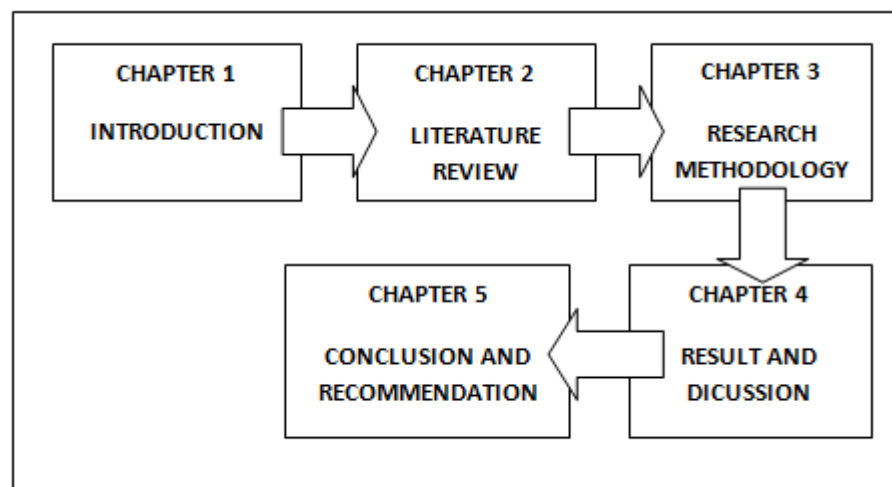 CHAPTER 1
INTRODUCTION
CHAPTER 2
LITERATURE
REVIEW
CHAPTER 3
RESEARCH
METHODOLOGY
CHAPTER 4
RESULT AND
DICUSSION
CHAPTER 5
CONCLUSION AND
RECOMMENDATION